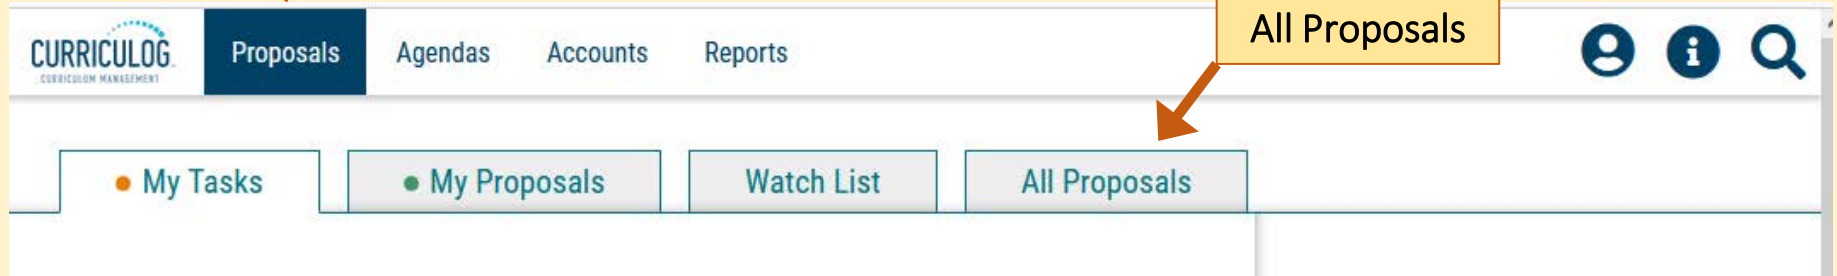 All Proposals
CURRICULOG
CURRICULUM MANAGEMENT
Proposals Agendas Accounts Reports
My Tasks My Proposals Watch List All Proposals